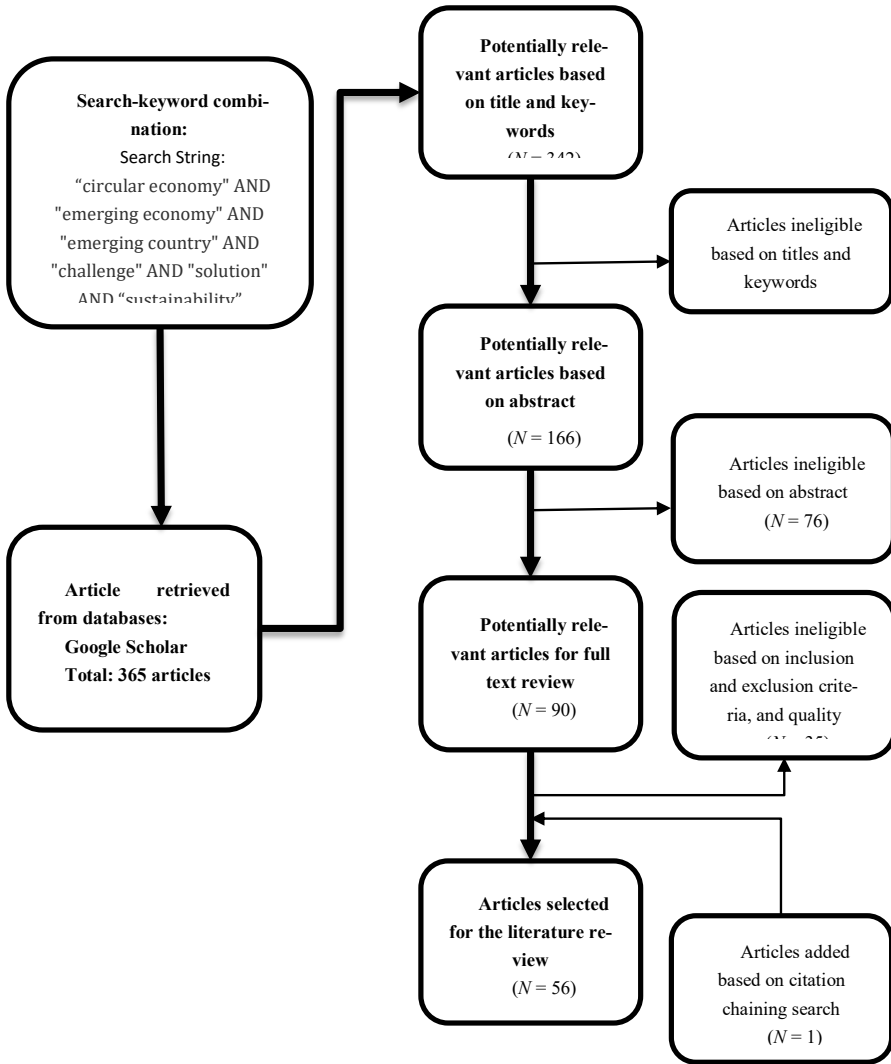 Search-keyword combi-
nation:
Search String:
“circular economy" AND
"emerging economy" AND
"emerging country" AND
"challenge" AND "solution"
AND “sustainability”
Article retrieved
from databases:
Google Scholar
Total: 365 articles
Potentially rele-
vant articles based
on title and key-
words
(N = 342)
Articles ineligible
based on titles and
keywords
Potentially rele-
vant articles based
on abstract
(N = 166)
Articles ineligible
based on abstract
(N = 76)
Potentially rele-
vant articles for full
text review
(N = 90)
Articles ineligible
based on inclusion
and exclusion crite-
ria, and quality
(N = 35)
Articles selected
for the literature re-
view
(N = 56)
Articles added
based on citation
chaining search
(N = 1)